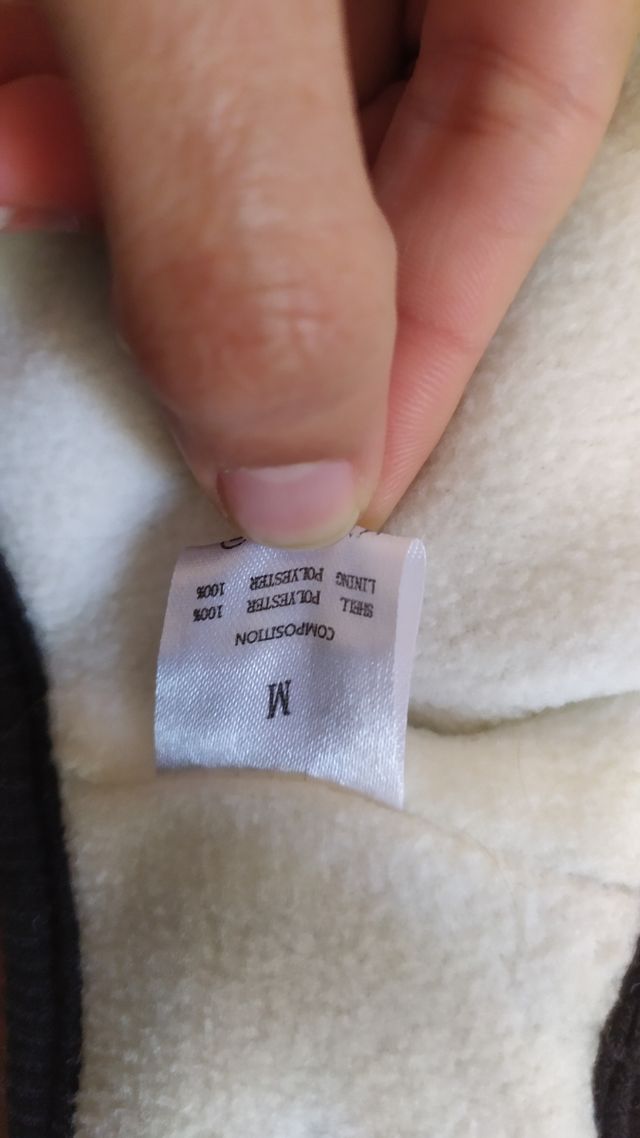 M
COMPOSITION
SHELL POLYESTER 100%
LINING POLYESTER 100%